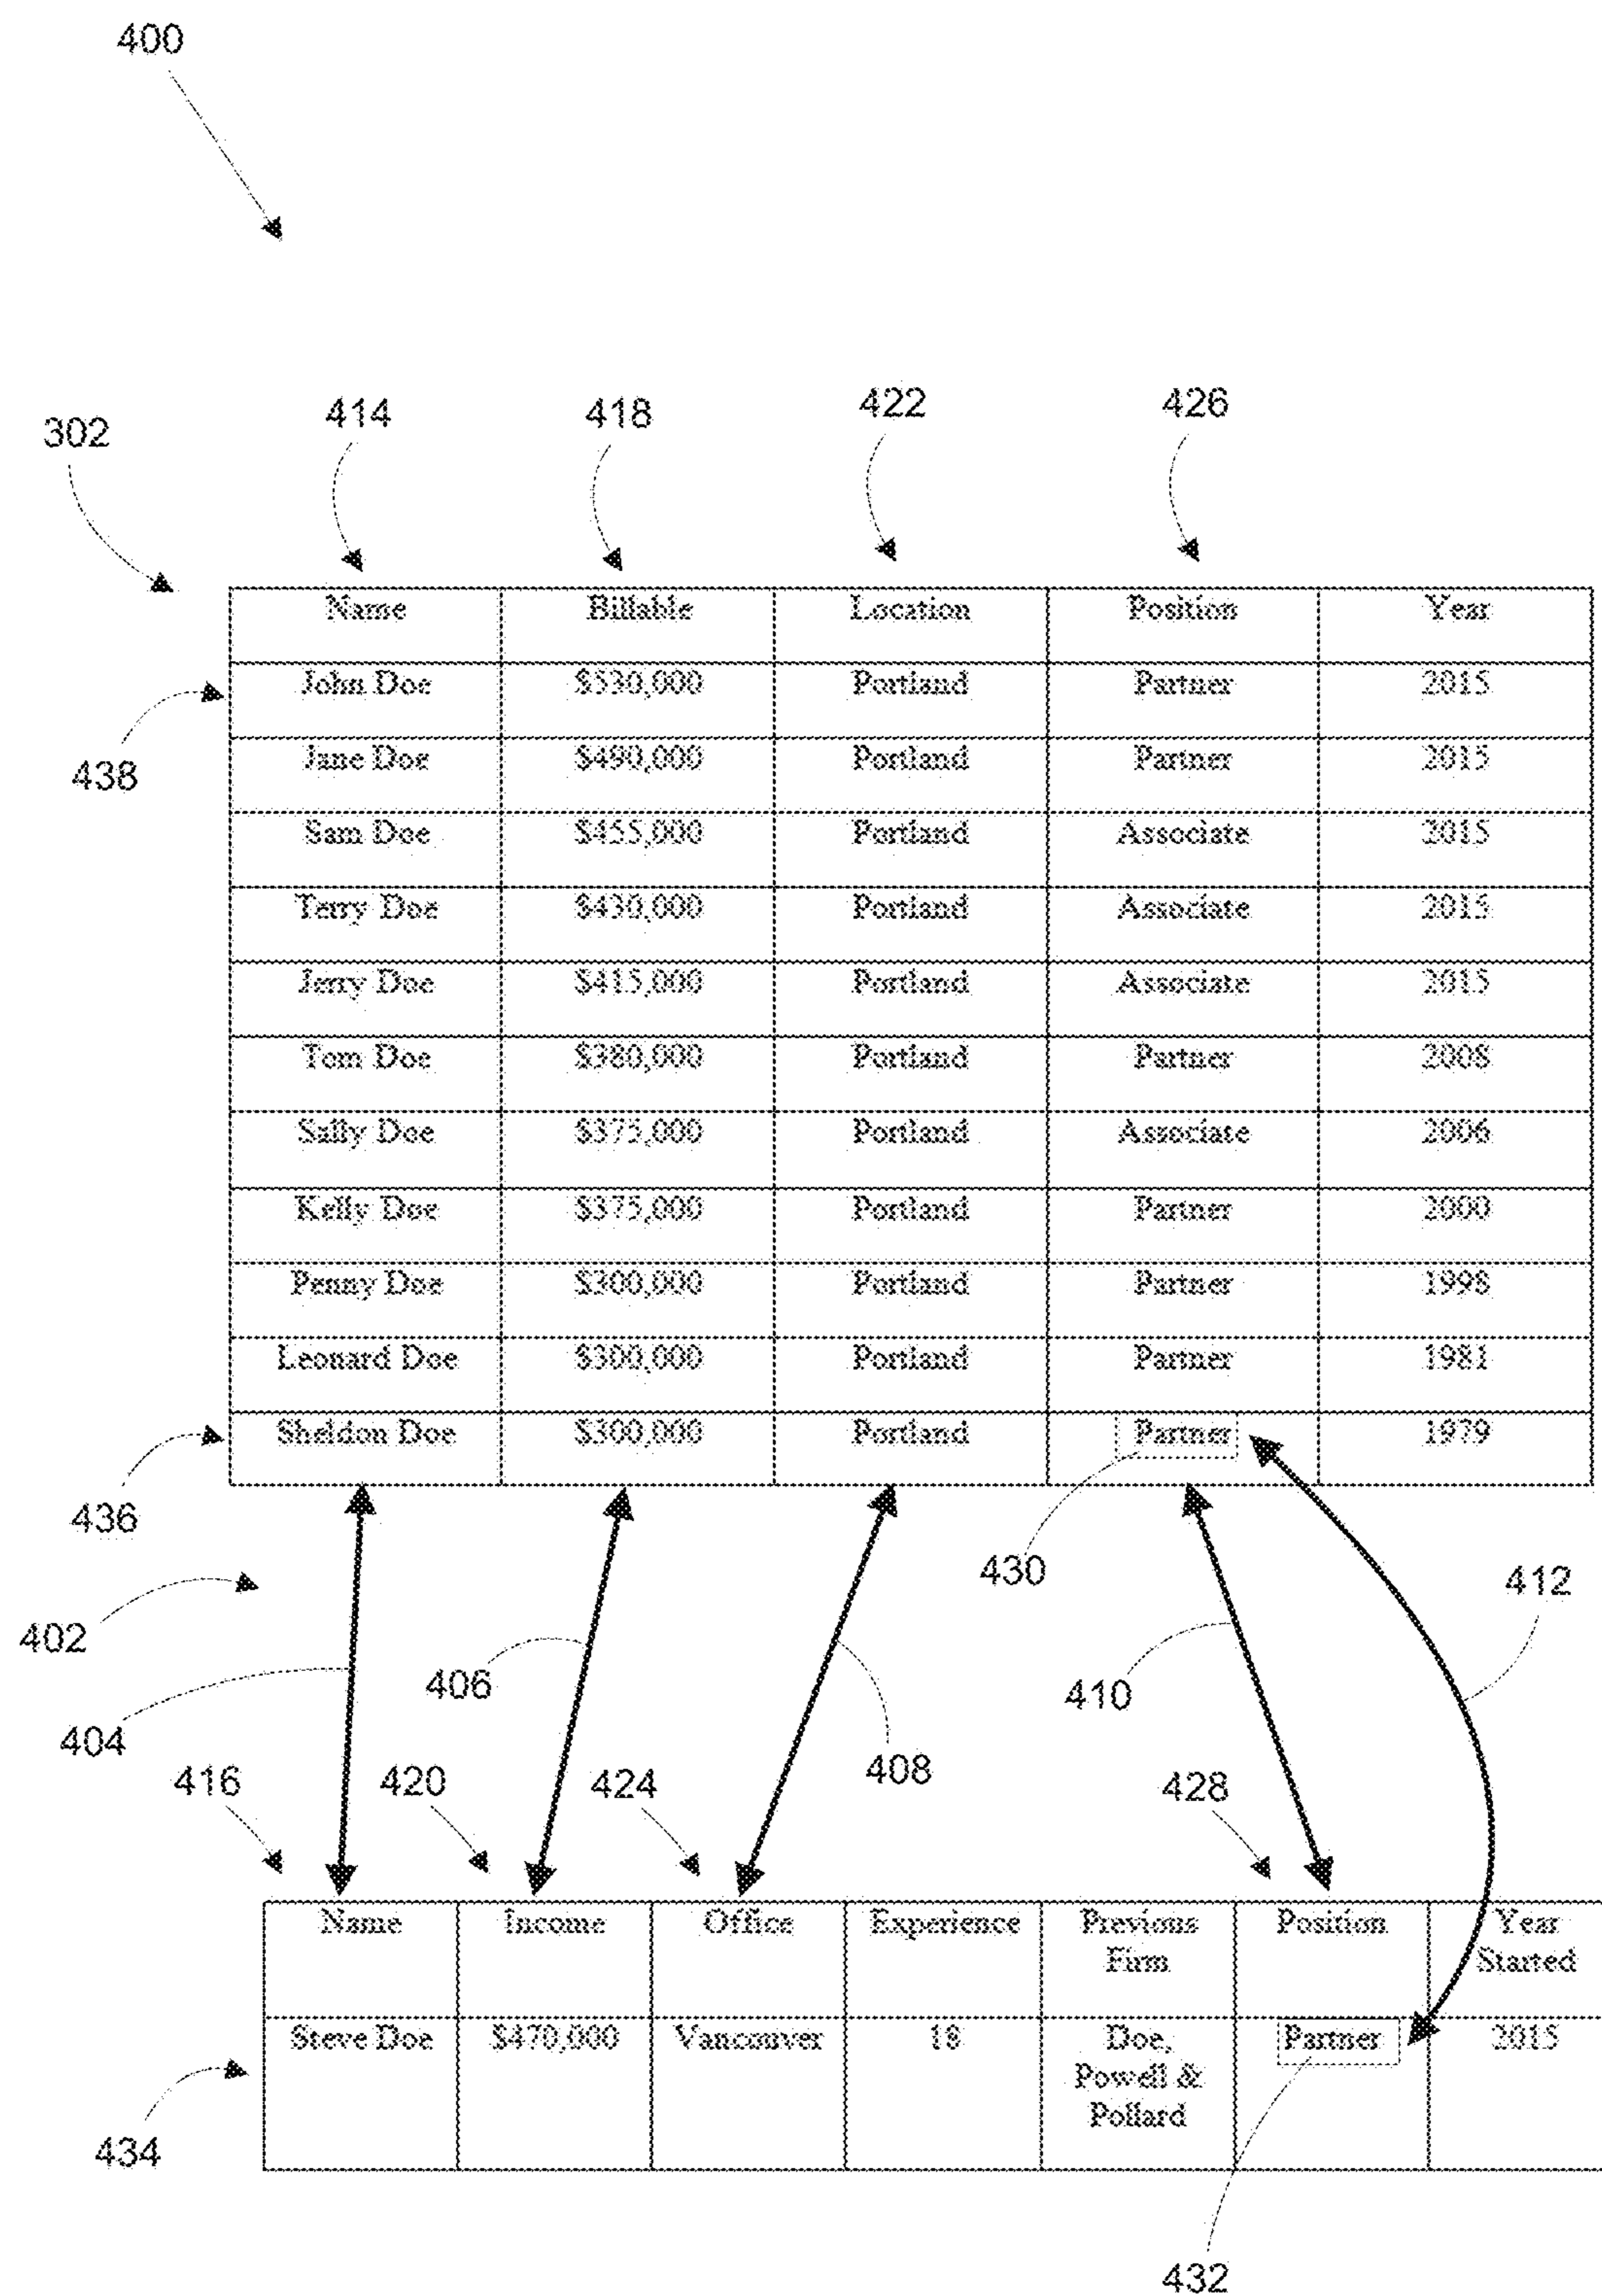 400
302 414 418 422 426
Name Billable Location Position Year
John Doe $530,000 Portland Partner 2015
438
Jane Doe $490,000 Portland Partner 2015
Sam Doe $455,000 Portland Associate 2015
Terry Doe $430,000 Portland Associate 2015
Jerry Doe $415,000 Portland Associate 2015
Tom Doe $380,000 Portland Partner 2008
Sally Doe $375,000 Portland Associate 2006
Kelly Doe $375,000 Portland Partner 2000
Penny Doe $300,000 Portland Partner 1998
Leonard Doe $300,000 Portland Partner 1981
Sheldon Doe $300,000 Portland Partner 1979
436
430 412
402
406 410
404 408
416 420 424 428
Name Income Office Experience Previous Position Year
Firm Started
Steve Doe $470,000 Vancouver 18 Doe, Partner 2015
Powell &
Pollard
434
432